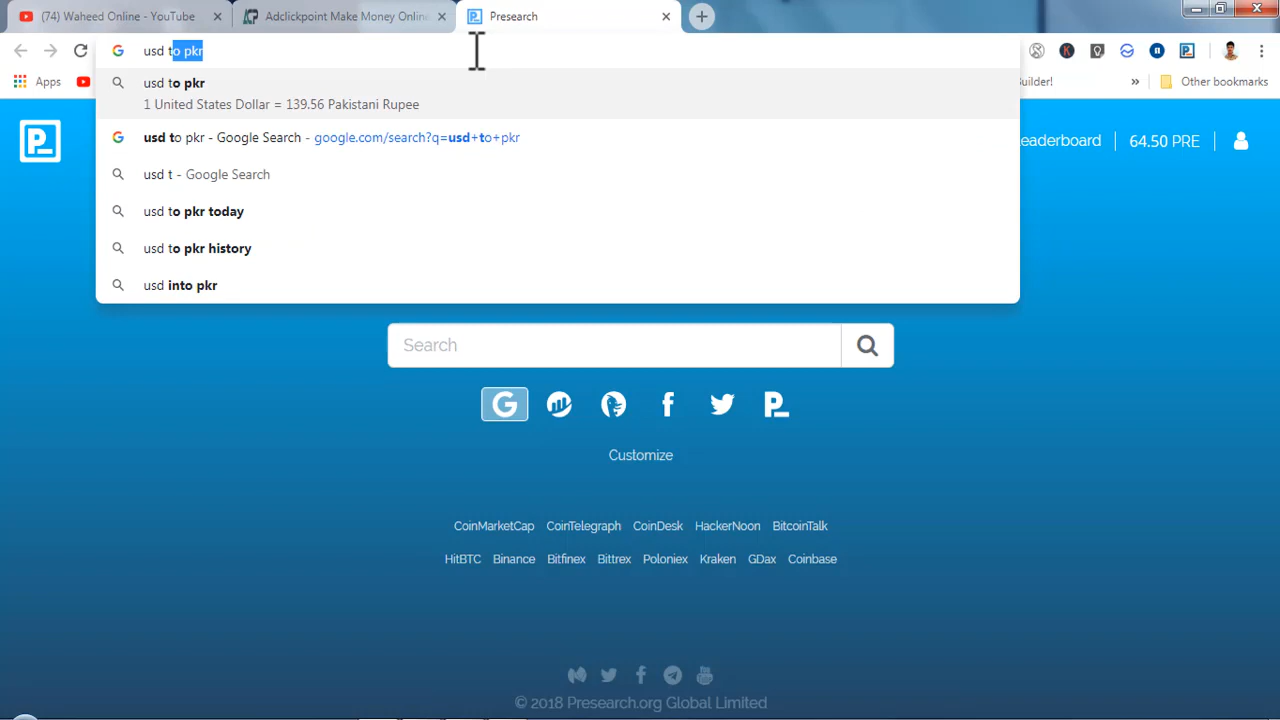 (74) Waheed Online - YouTube
Adclickpoint Make Money Online
Presearch
usd to pkr
Apps
Builder!
»
Other bookmarks
usd to pkr
1 United States Dollar = 139.56 Pakistani Rupee
usd to pkr - Google Search - google.com/search?q=usd+to+pkr
usd t - Google Search
usd to pkr today
usd to pkr history
usd into pkr
eaderboard
64.50 PRE
Search
Customize
CoinMarketCap CoinTelegraph CoinDesk HackerNoon BitcoinTalk
HitBTC Binance Bitfinex Bittrex Poloniex Kraken GDax Coinbase
© 2018 Presearch.org Global Limited